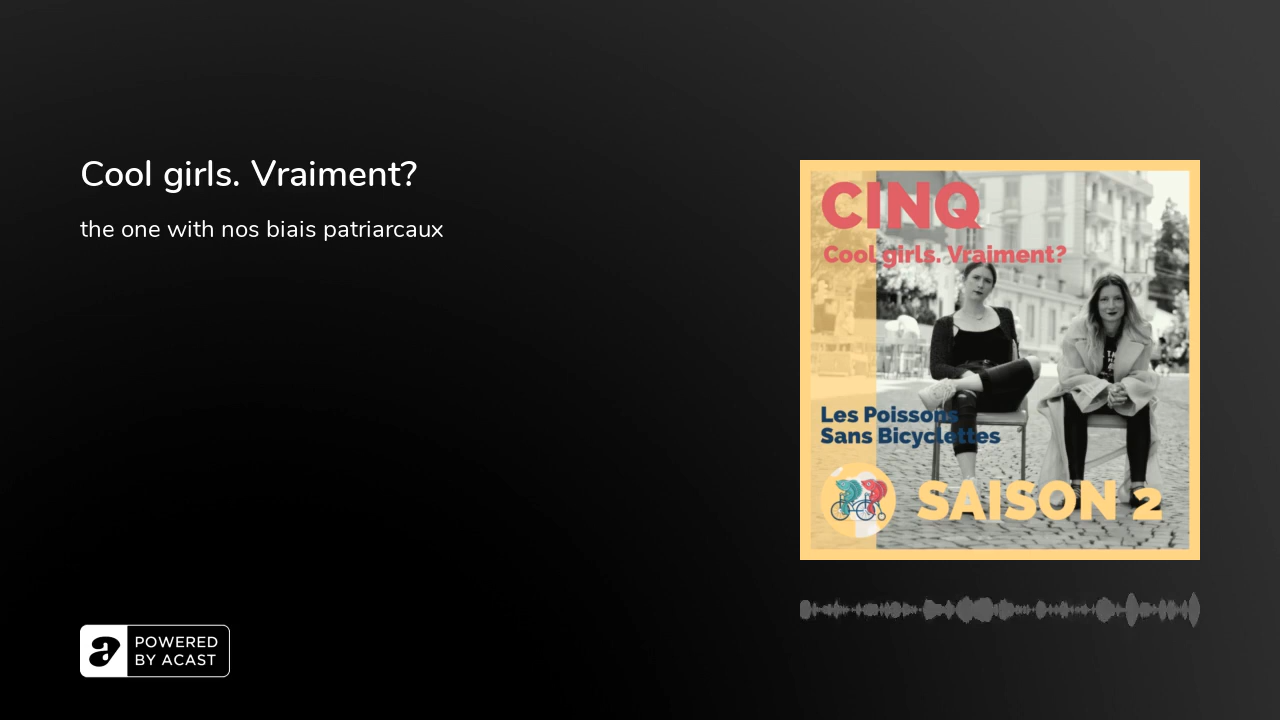 Cool girls. Vraiment?
the one with nos biais patriarcaux
CINQ
Cool girls. Vraiment?
Les Poissons
Sans Bicyclettes
SAISON 2
a
POWERED
BY ACAST